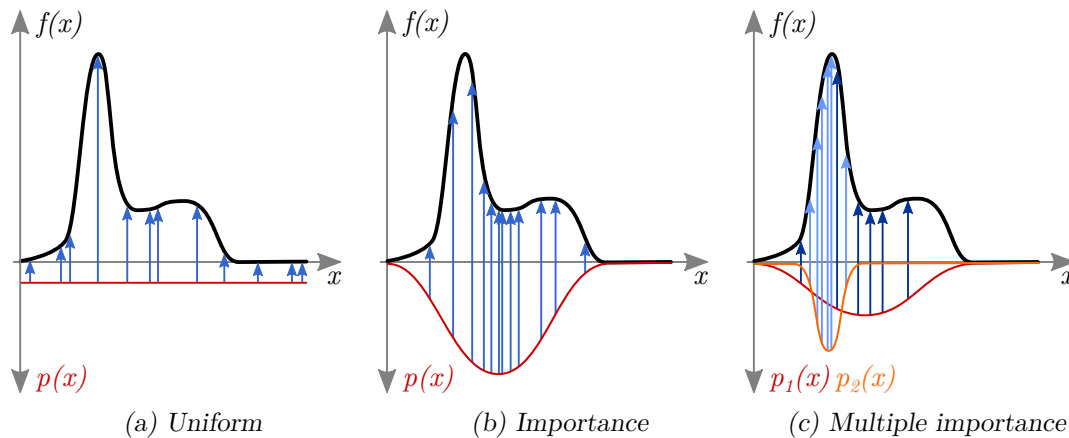 f(x)
x
p(x)
(a) Uniform
f(x)
x
p(x)
(b) Importance
f(x)
x
p₁(x) p₂(x)
(c) Multiple importance